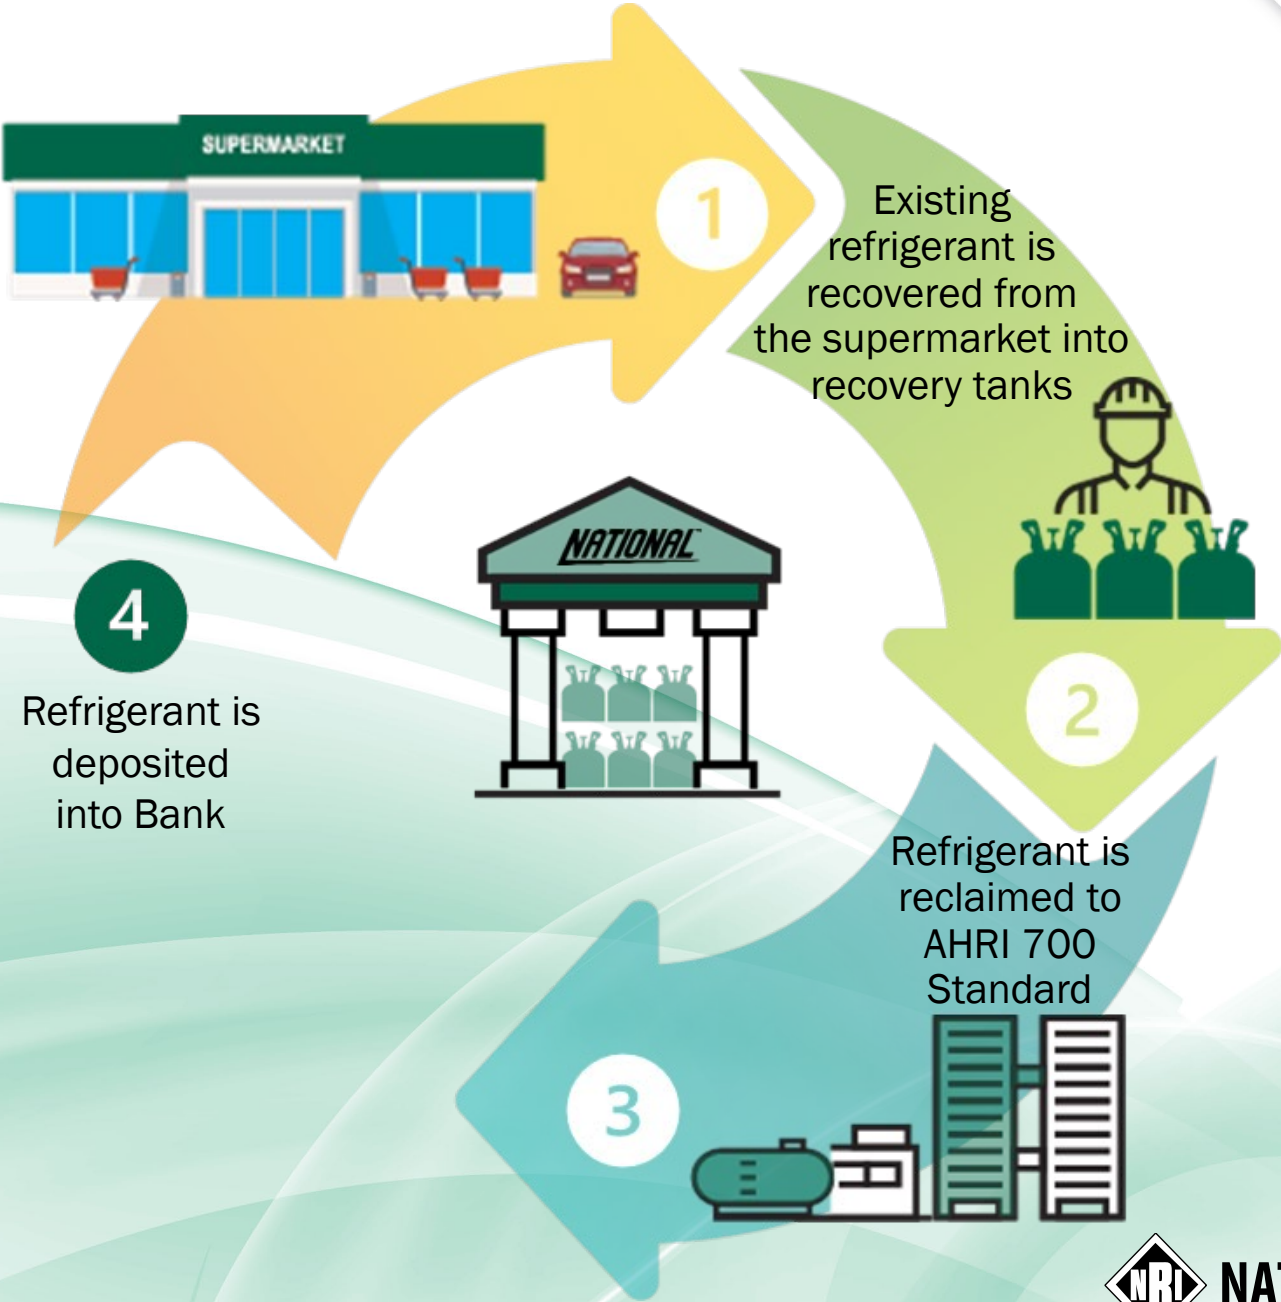 SUPERMARKET
1
Existing
refrigerant is
recovered from
the supermarket into
recovery tanks
NATIONAL
2
4
Refrigerant is
deposited
into Bank
Refrigerant is
reclaimed to
AHRI 700
Standard
3
NRI